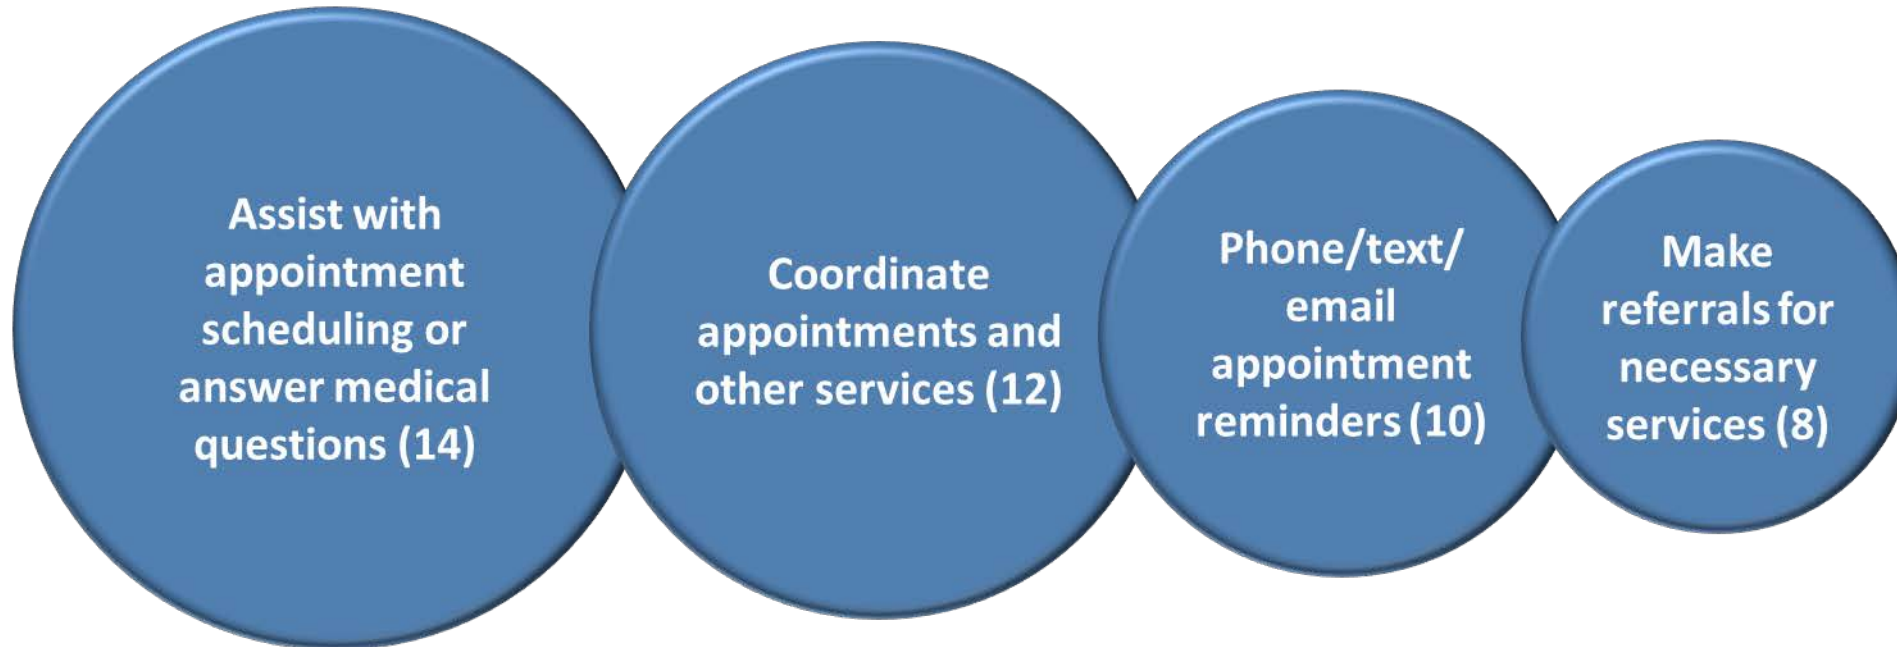 Assist with
appointment
scheduling or
answer medical
questions (14)
Coordinate
appointments and
other services (12)
Phone/text/
email
appointment
reminders (10)
Make
referrals for
necessary
services (8)